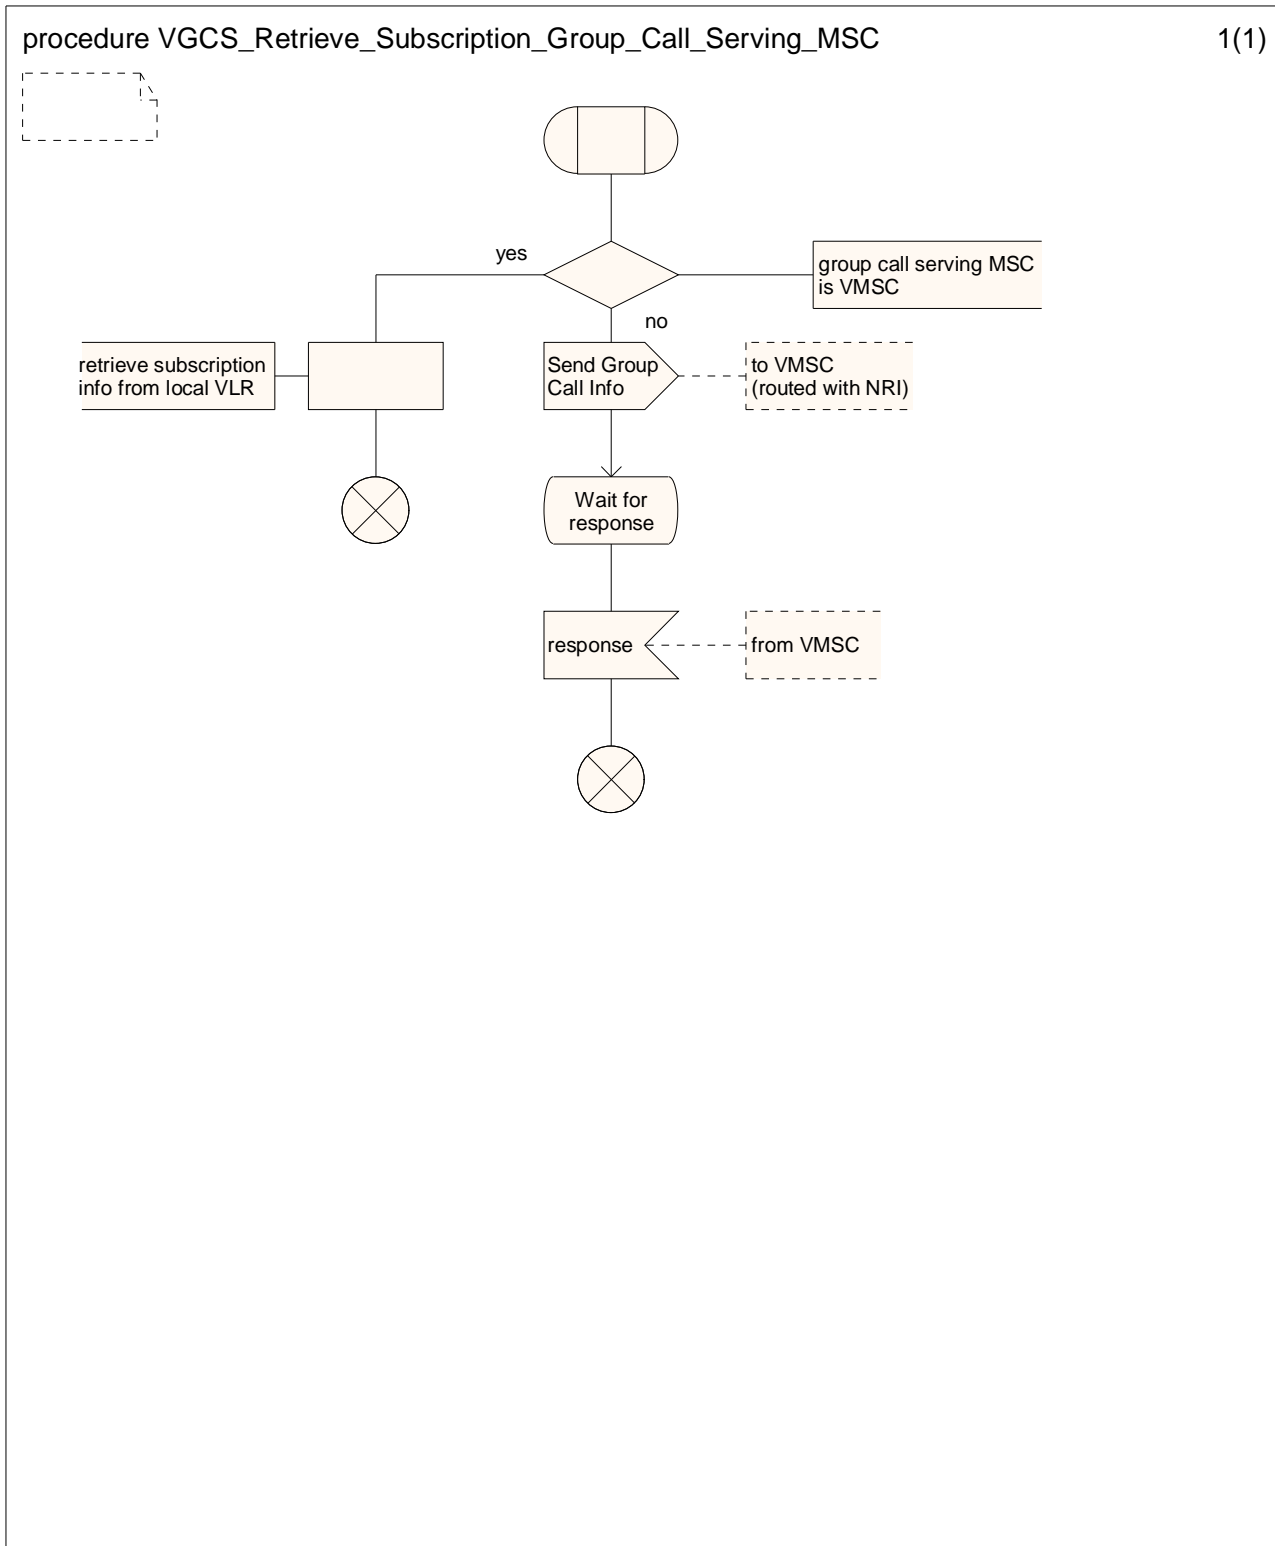 procedure VGCS_Retrieve_Subscription_Group_Call_Serving_MSC 1(1)
yes
group call serving MSC
is VMSC
no
retrieve subscription
info from local VLR
Send Group
Call Info
to VMSC
(routed with NRI)
Wait for
response
response
from VMSC